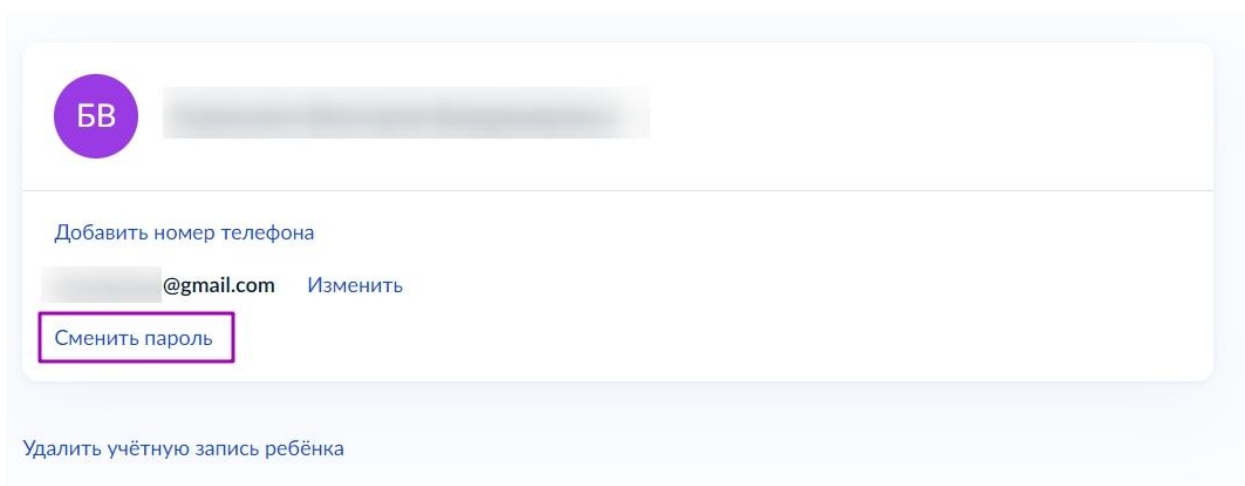 БВ
Добавить номер телефона
@gmail.com Изменить
Сменить пароль
Удалить учётную запись ребёнка